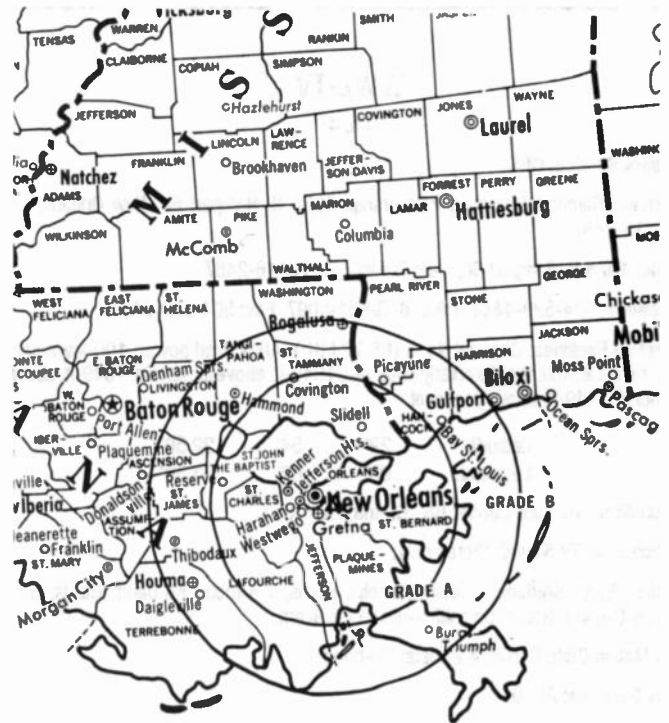 Vicksburg
WARREN
TENSAS
CLAIBORNE
RANKIN
SMITH
COPIAH
SIMPSON
S
S
I
M
Hazlehurst
JEFFERSON
LINCOLN
LAW-
RENCE
COVINGTON
JONES
WAYNE
Laurel
FRANKLIN
Brookhaven
JEFFER-
SON DAVIS
Natchez
ADAMS
AMITE
PIKE
MARION
LAMAR
FORREST
PERRY
GREENE
Hattiesburg
WILKINSON
McComb
Columbia
WALTHALL
WEST
FELICIANA
EAST
FELICIANA
ST.
HELENA
WASHINGTON
PEARL RIVER
STONE
GEORGE
Bogalusa
TANGI-
PAHOA
E. BATON
ROUGE
Denham Sprs.
LIVINGSTON
ST.
TAMMANY
Covington
Picayune
HARRISON
JACKSON
Moss Point
W.
BATON
ROUGE
Baton Rouge
Hammond
Slidell
HAN-
COCK
Gulfport
Biloxi
Ocean Sprs.
Port Allen
Plaquemine
ASCENSION
ST. JOHN
THE BAPTIST
Bay St. Louis
Reserve
Kenner
Jefferson Hts.
ORLEANS
Donaldson
ville
ST.
JAMES
ST.
CHARLES
New Orleans
GRADE B
Harahan
Westwego
Gretna
ST. BERNARD
ASSUMP-
TION
Franklin
ST. MARY
Thibodaux
JEFFERSON
PLAQUE-
MINES
Morgan City
Houma
LAFOURCHE
GRADE A
Daigleville
TERREBONNE
Triumph